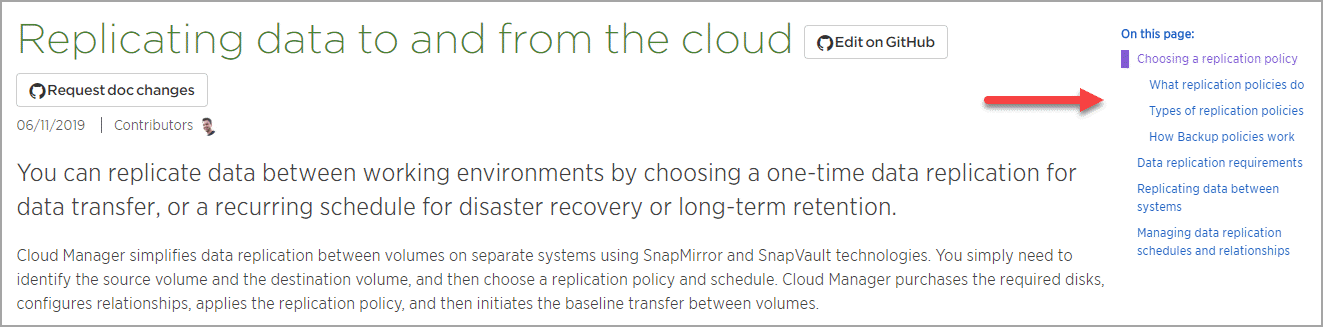 Replicating data to and from the cloud
Edit on GitHub
Request doc changes
06/11/2019 | Contributors
You can replicate data between working environments by choosing a one-time data replication for
data transfer, or a recurring schedule for disaster recovery or long-term retention.
Cloud Manager simplifies data replication between volumes on separate systems using SnapMirror and SnapVault technologies. You simply need to
identify the source volume and the destination volume, and then choose a replication policy and schedule. Cloud Manager purchases the required disks,
configures relationships, applies the replication policy, and then initiates the baseline transfer between volumes.
On this page:
Choosing a replication policy
What replication policies do
Types of replication policies
How Backup policies work
Data replication requirements
Replicating data between
systems
Managing data replication
schedules and relationships